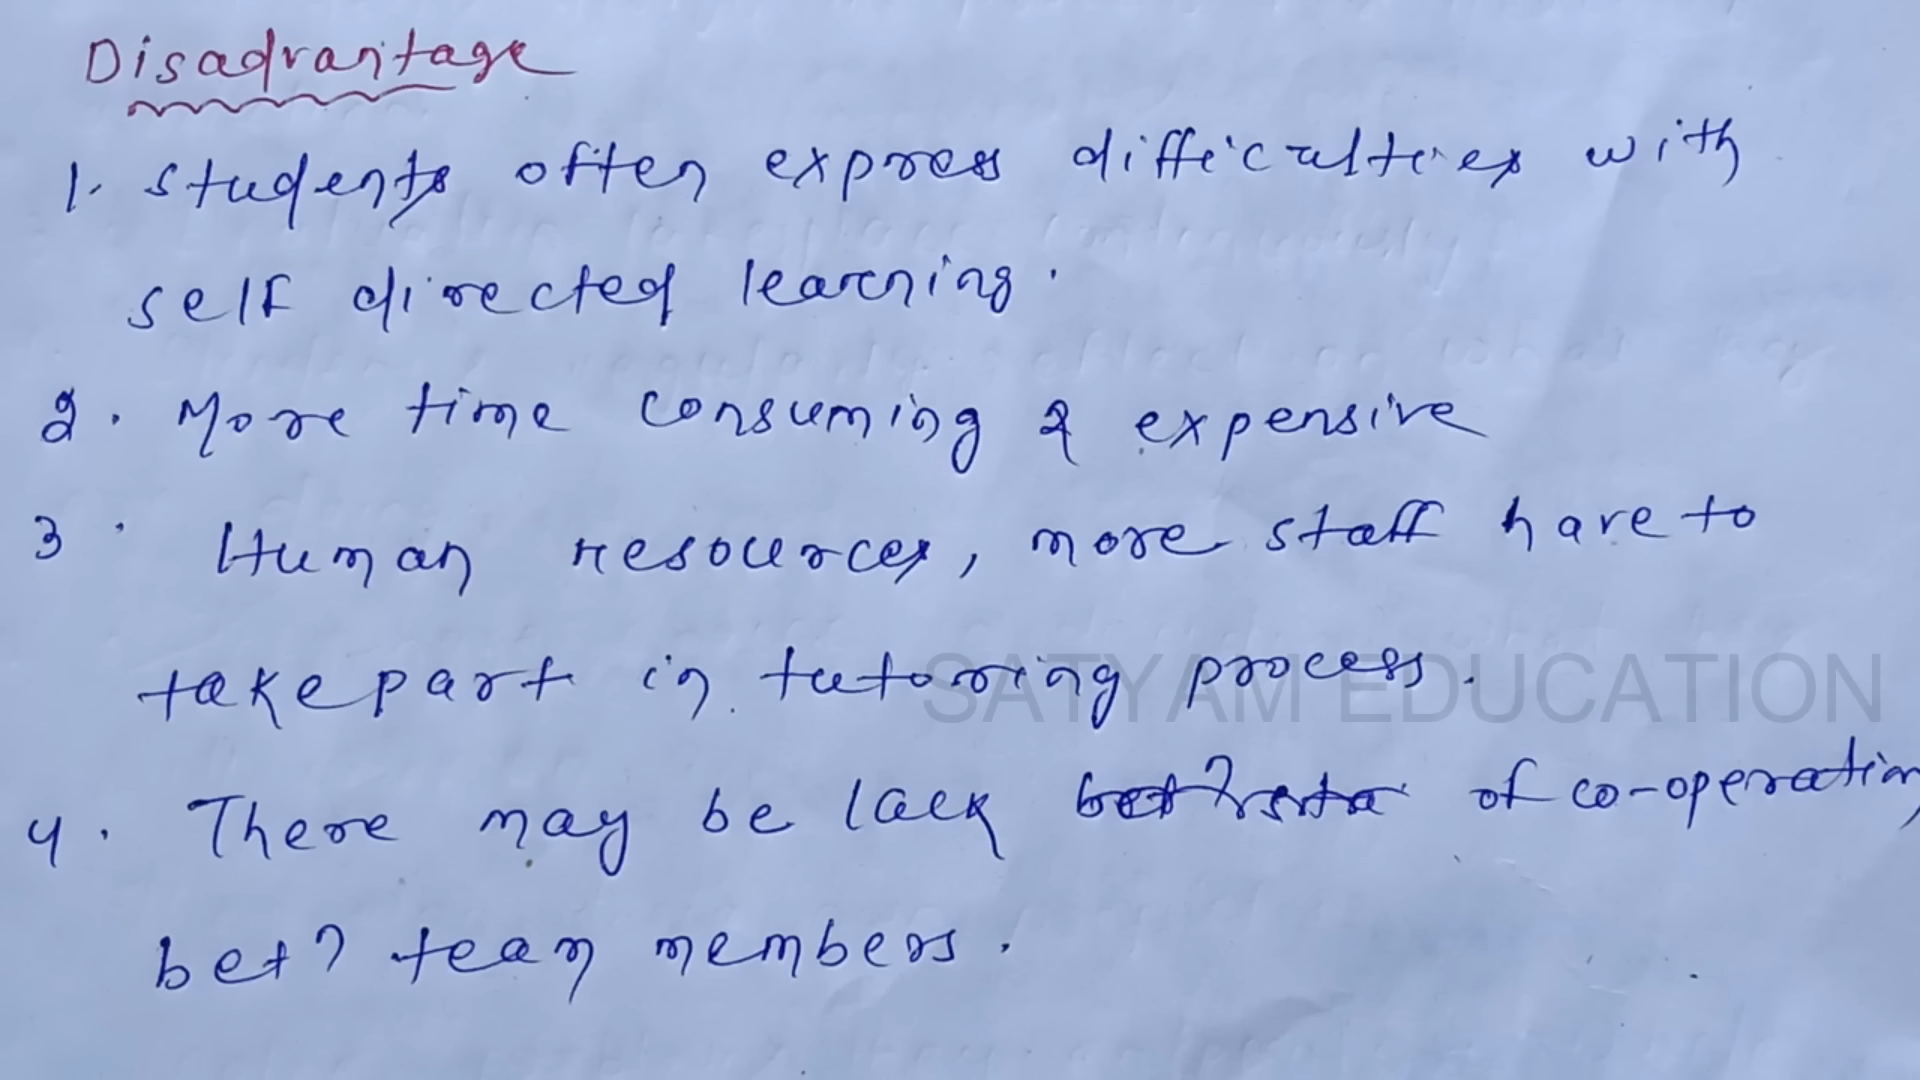 Disadvantage
1. Students often express difficulties with
self directed learning.
2. More time consuming & expensive
3. Human resources, more staff have to
take part in tutoring process.
SATYAM EDUCATION
4. There may be lack of co-operation
betn team members.